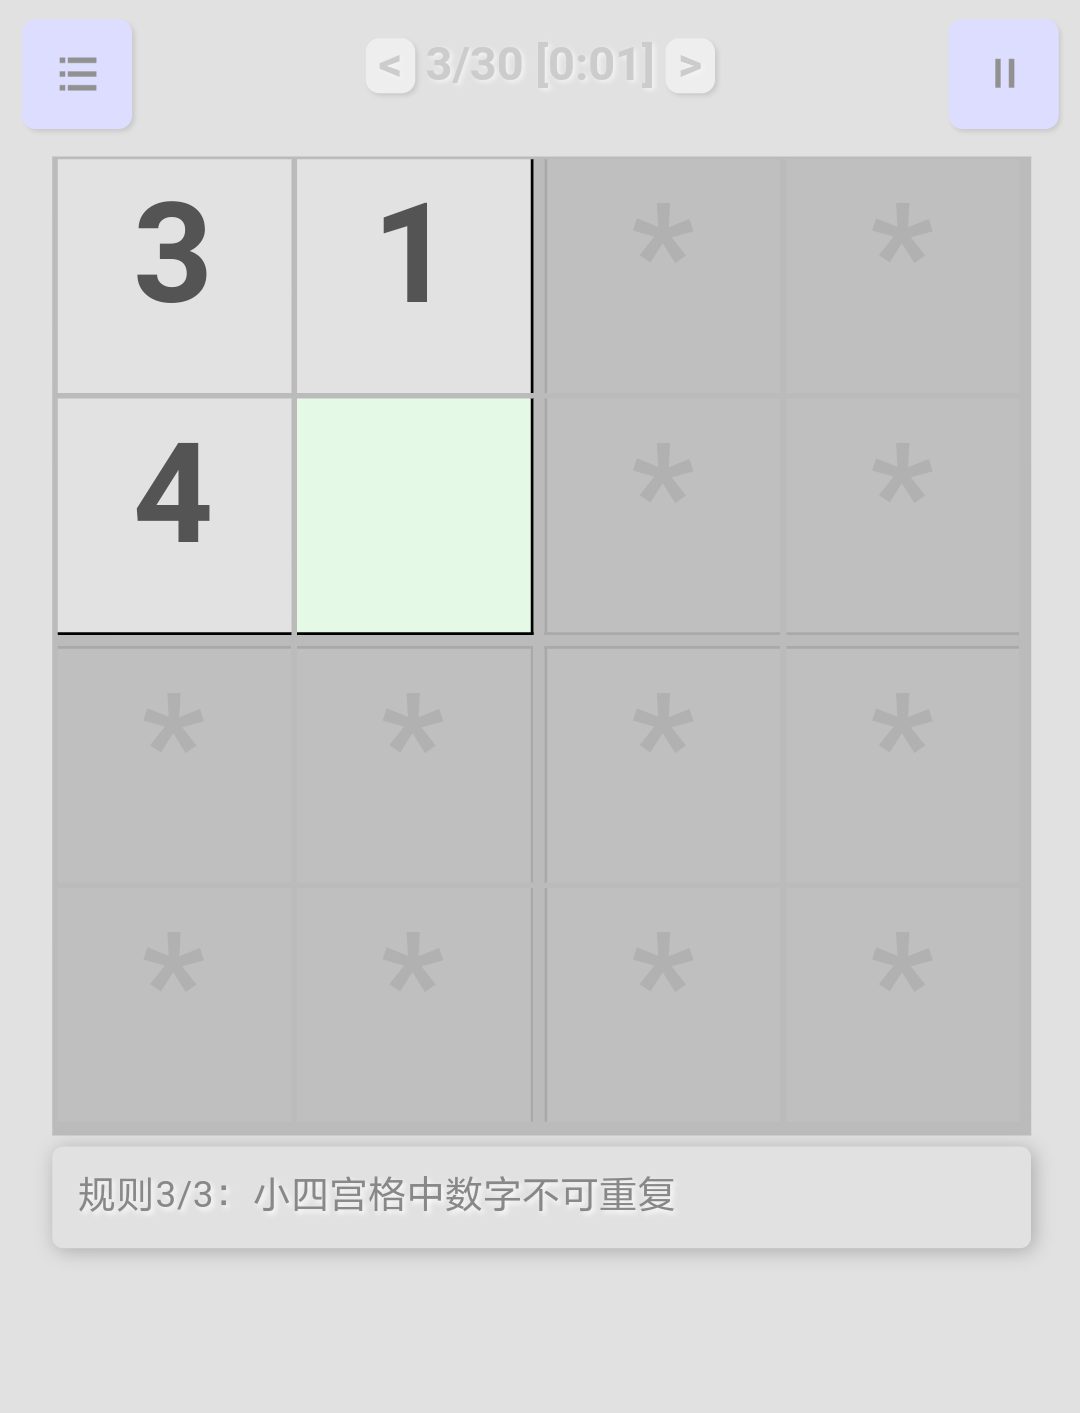 < 3/30 [0:01] >
3 1 * *
4 * *
* * * *
* * * *
规则3/3：小四宫格中数字不可重复